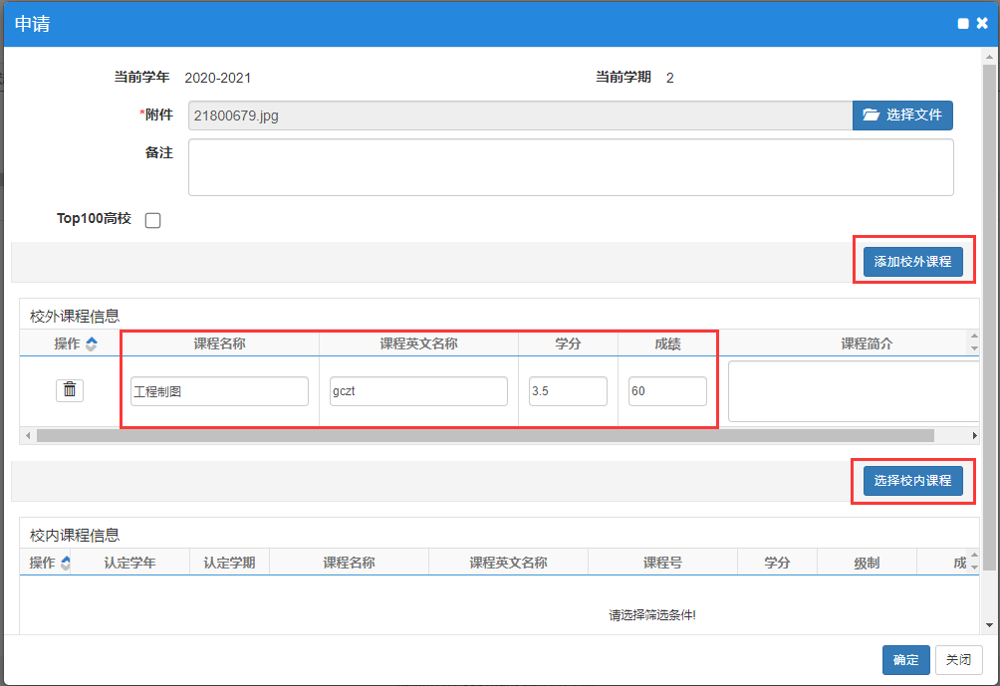 申请
当前学年 2020-2021 当前学期 2
*附件 21800679.jpg 选择文件
备注
Top100高校
添加校外课程
校外课程信息
操作 课程名称 课程英文名称 学分 成绩 课程简介
工程制图 gczt 3.5 60
选择校内课程
校内课程信息
操作 认定学年 认定学期 课程名称 课程英文名称 课程号 学分 级制 成
请选择筛选条件!
确定 关闭